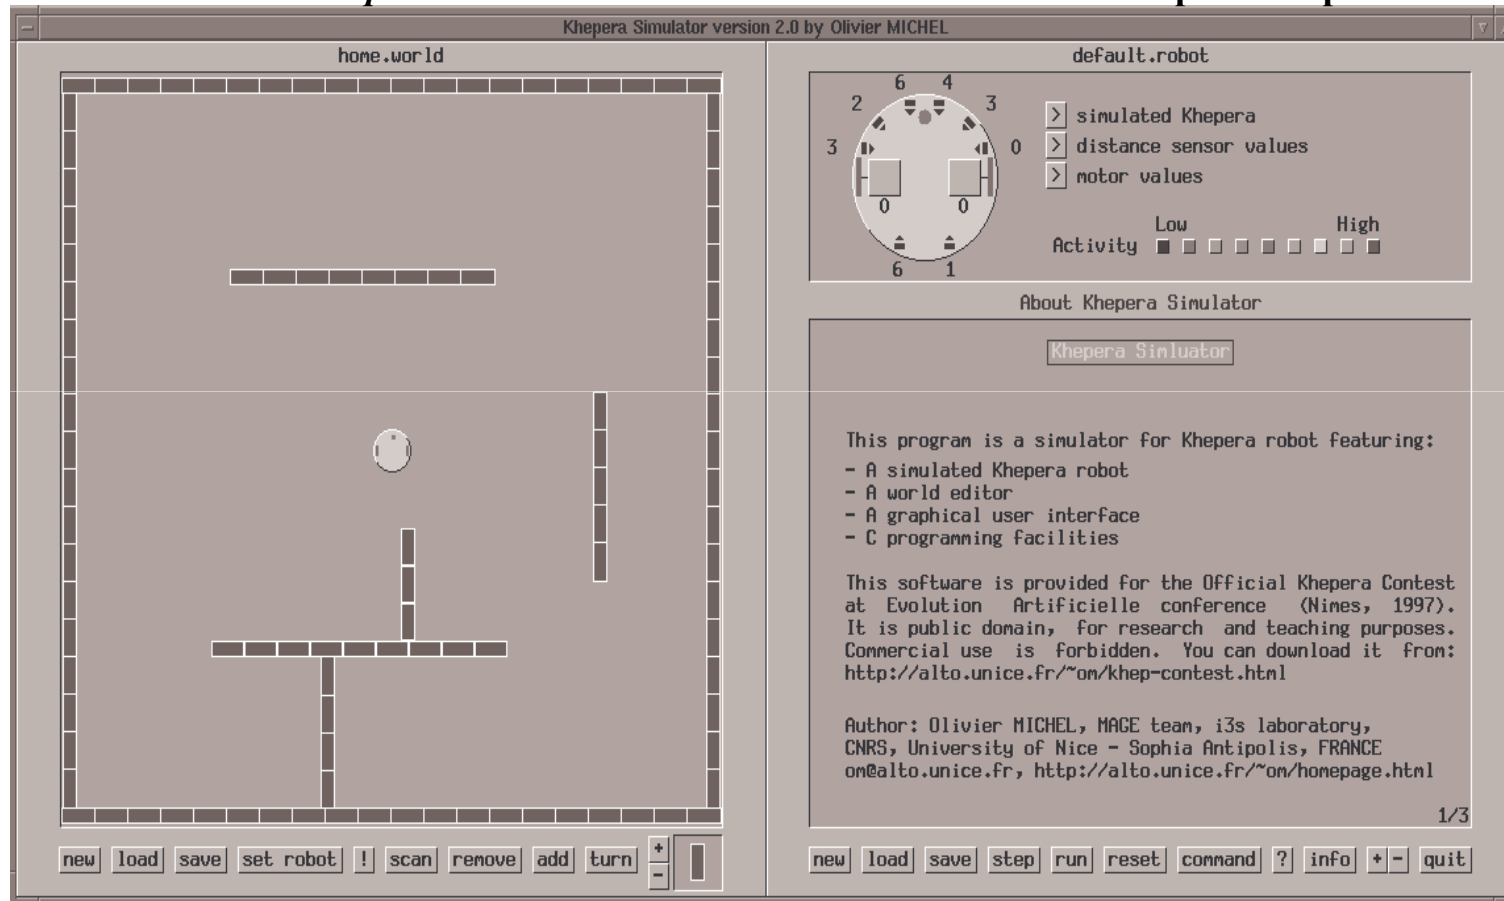 Khepera Simulator version 2.0 by Olivier MICHEL
home.world
new load save set robot ! scan remove add turn + -
default.robot
6 4
2 3
3 0
0 0
6 1
> simulated Khepera
> distance sensor values
> motor values
Low High
Activity
About Khepera Simulator
Khepera Simluator
This program is a simulator for Khepera robot featuring:
- A simulated Khepera robot
- A world editor
- A graphical user interface
- C programming facilities
This software is provided for the Official Khepera Contest
at Evolution Artificielle conference (Nimes, 1997).
It is public domain, for research and teaching purposes.
Commercial use is forbidden. You can download it from:
http://alto.unice.fr/~om/khep-contest.html
Author: Olivier MICHEL, MAGE team, i3s laboratory,
CNRS, University of Nice - Sophia Antipolis, FRANCE
om@alto.unice.fr, http://alto.unice.fr/~om/homepage.html
1/3
new load save step run reset command ? info + - quit